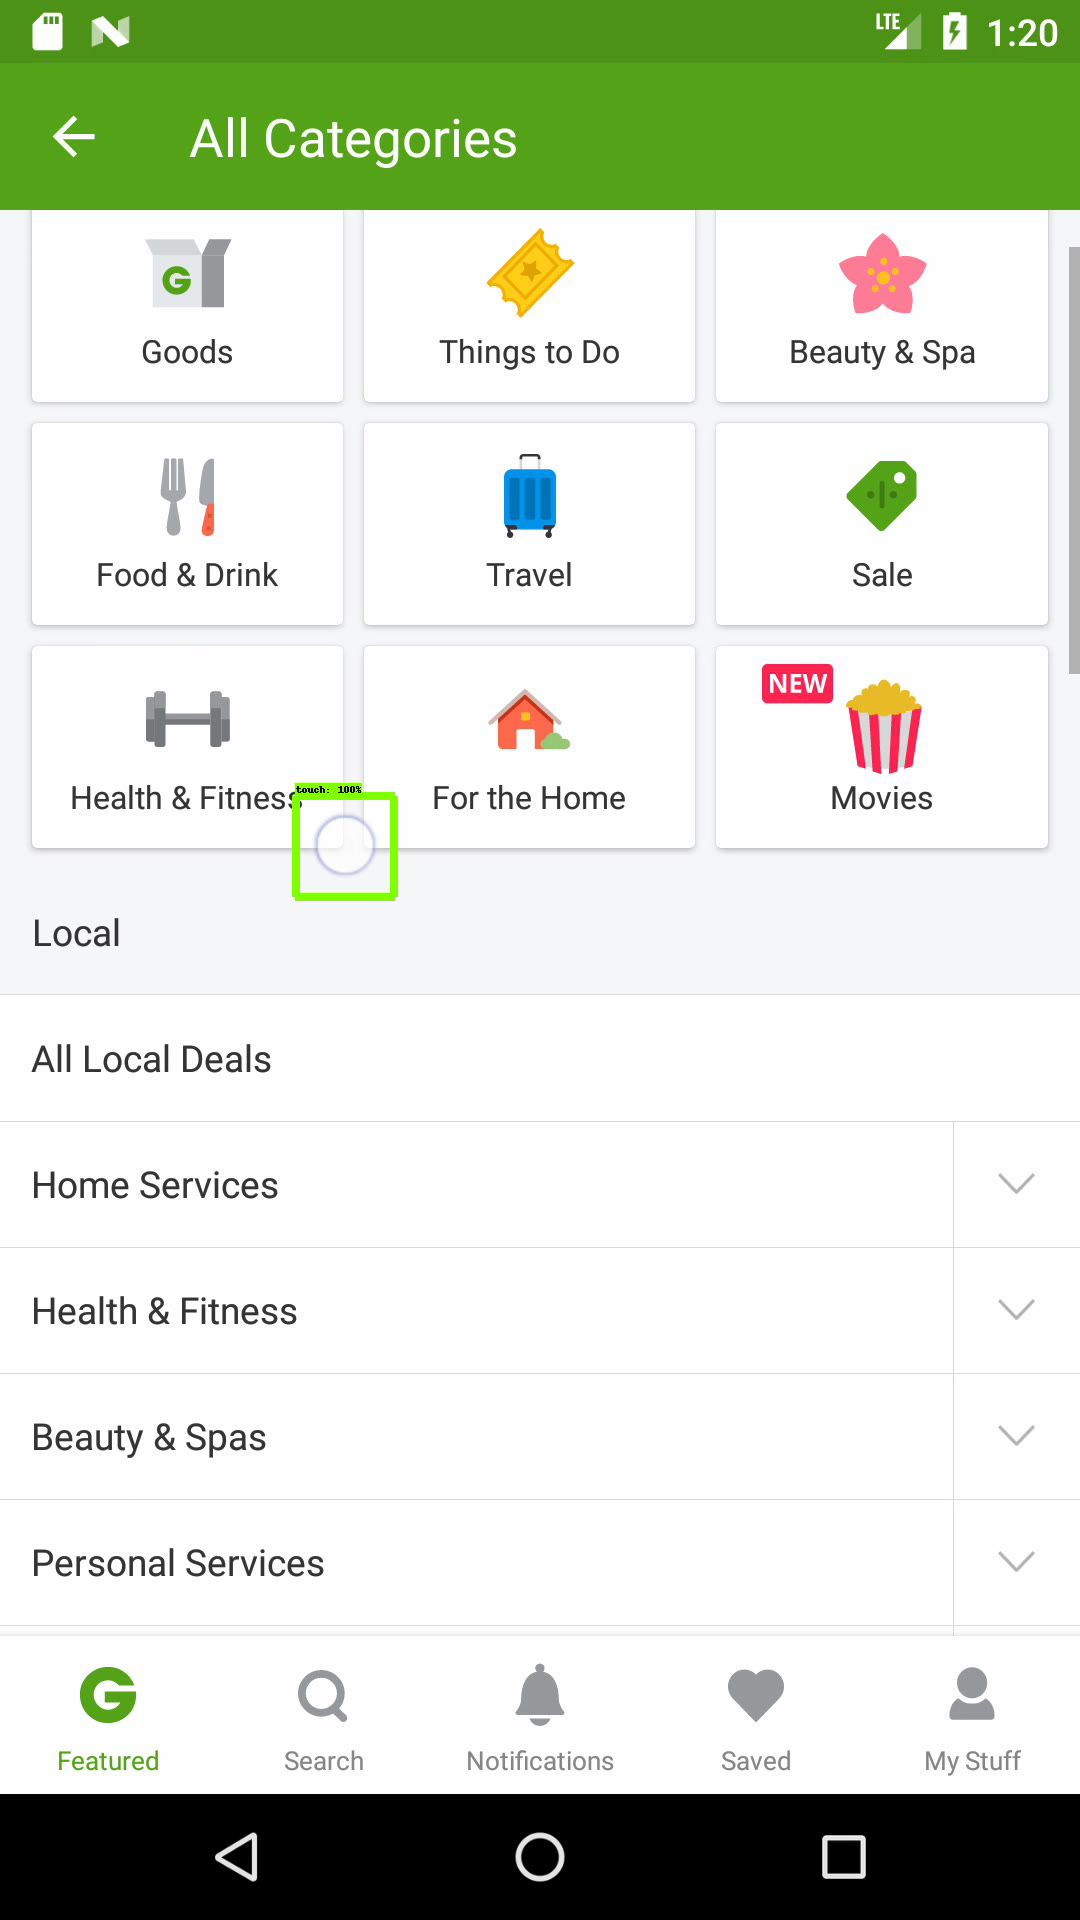 LTE 1:20
All Categories
Goods
Things to Do
Beauty & Spa
Food & Drink
Travel
Sale
NEW
Health & Fitness
For the Home
Movies
touch: 100%
Local
All Local Deals
Home Services
Health & Fitness
Beauty & Spas
Personal Services
Featured
Search
Notifications
Saved
My Stuff